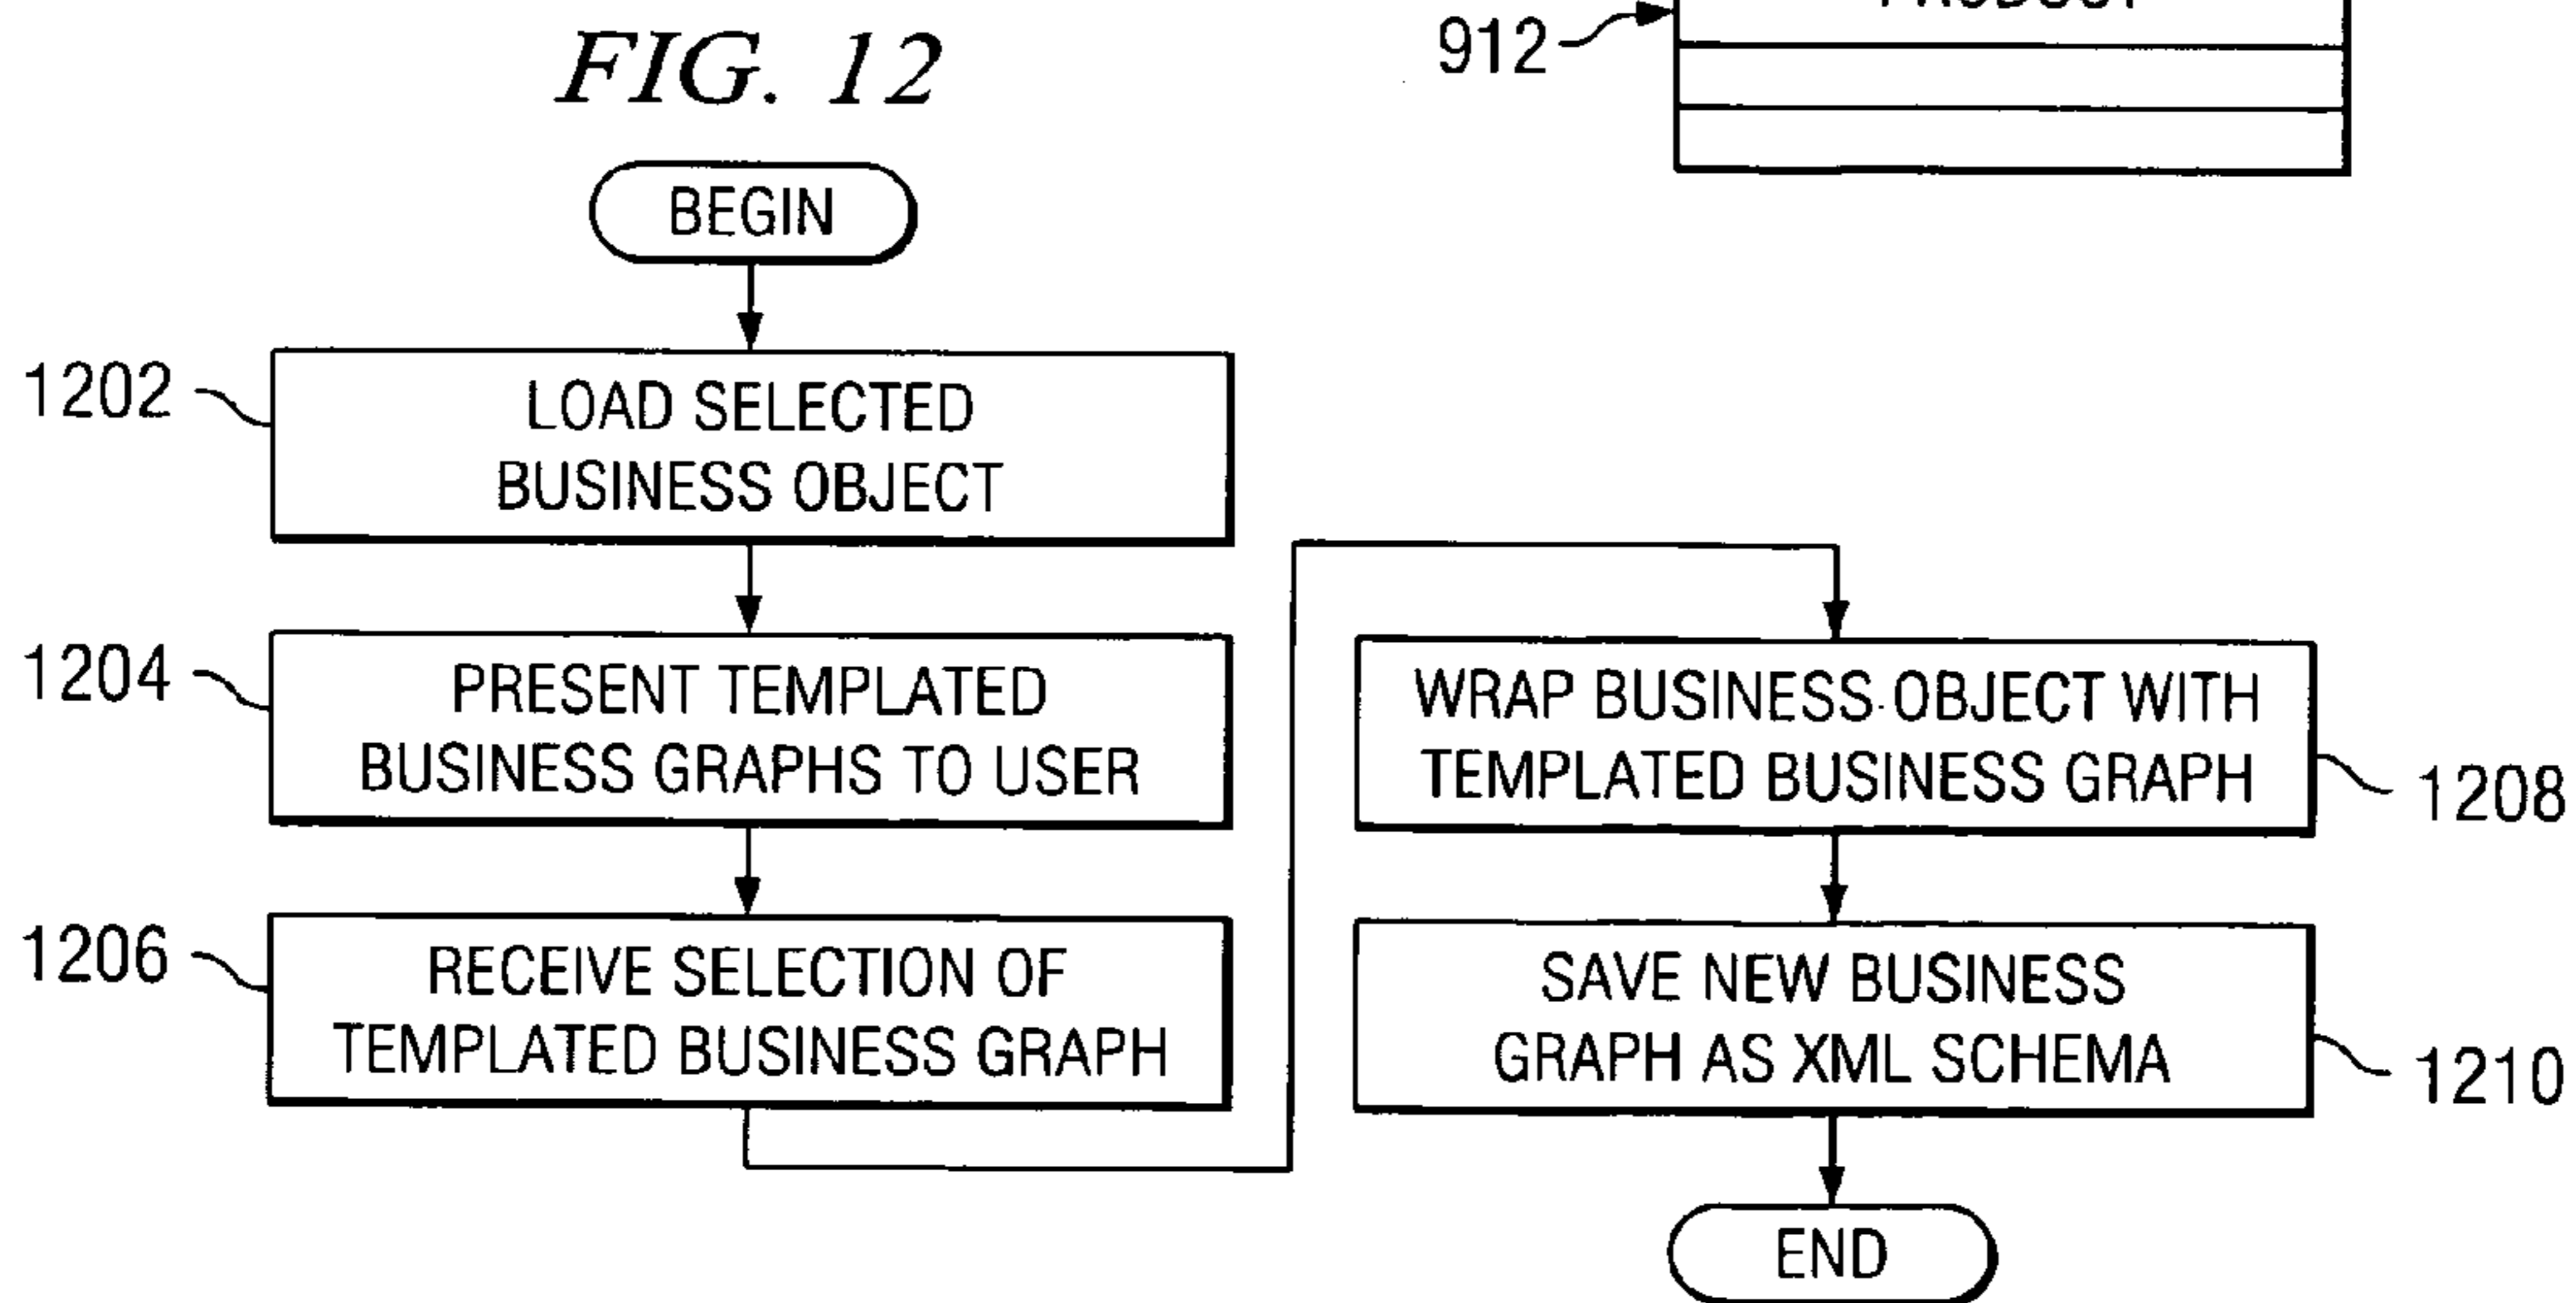 FIG. 12
912
BEGIN
1202
LOAD SELECTED
BUSINESS OBJECT
1204
PRESENT TEMPLATED
BUSINESS GRAPHS TO USER
1206
RECEIVE SELECTION OF
TEMPLATED BUSINESS GRAPH
WRAP BUSINESS OBJECT WITH
TEMPLATED BUSINESS GRAPH
1208
SAVE NEW BUSINESS
GRAPH AS XML SCHEMA
1210
END